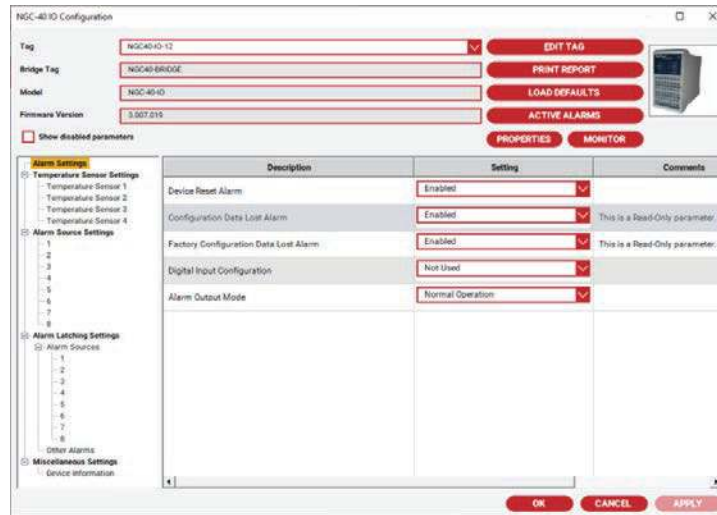 NGC-40 IO Configuration
Tag NGC40-IO-12 EDIT TAG
Bridge Tag NGC40-BRIDGE PRINT REPORT
Model NGC-40-IO LOAD DEFAULTS
Firmware Version 3.007.019 ACTIVE ALARMS
Show disabled parameters PROPERTIES MONITOR
Alarm Settings
Temperature Sensor Settings
Temperature Sensor 1
Temperature Sensor 2
Temperature Sensor 3
Temperature Sensor 4
Alarm Source Settings
1
2
3
4
5
6
7
8
Alarm Latching Settings
Alarm Sources
1
2
3
4
5
6
7
8
Other Alarms
Miscellaneous Settings
Device Information
Description Setting Comments
Device Reset Alarm Enabled
Configuration Data Lost Alarm Enabled This is a Read-Only parameter.
Factory Configuration Data Lost Alarm Enabled This is a Read-Only parameter.
Digital Input Configuration Not Used
Alarm Output Mode Normal Operation
OK CANCEL APPLY